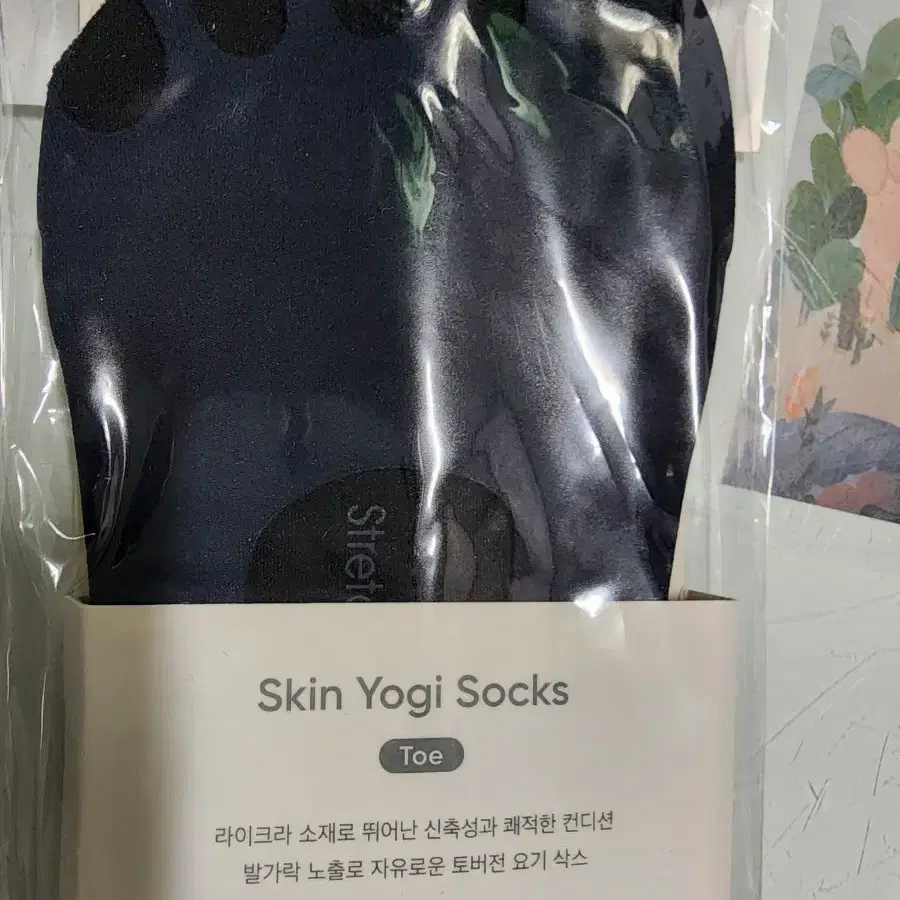 Skin Yogi Socks
Toe
라이크라 소재로 뛰어난 신축성과 쾌적한 컨디션
발가락 노출로 자유로운 토버전 요기 삭스